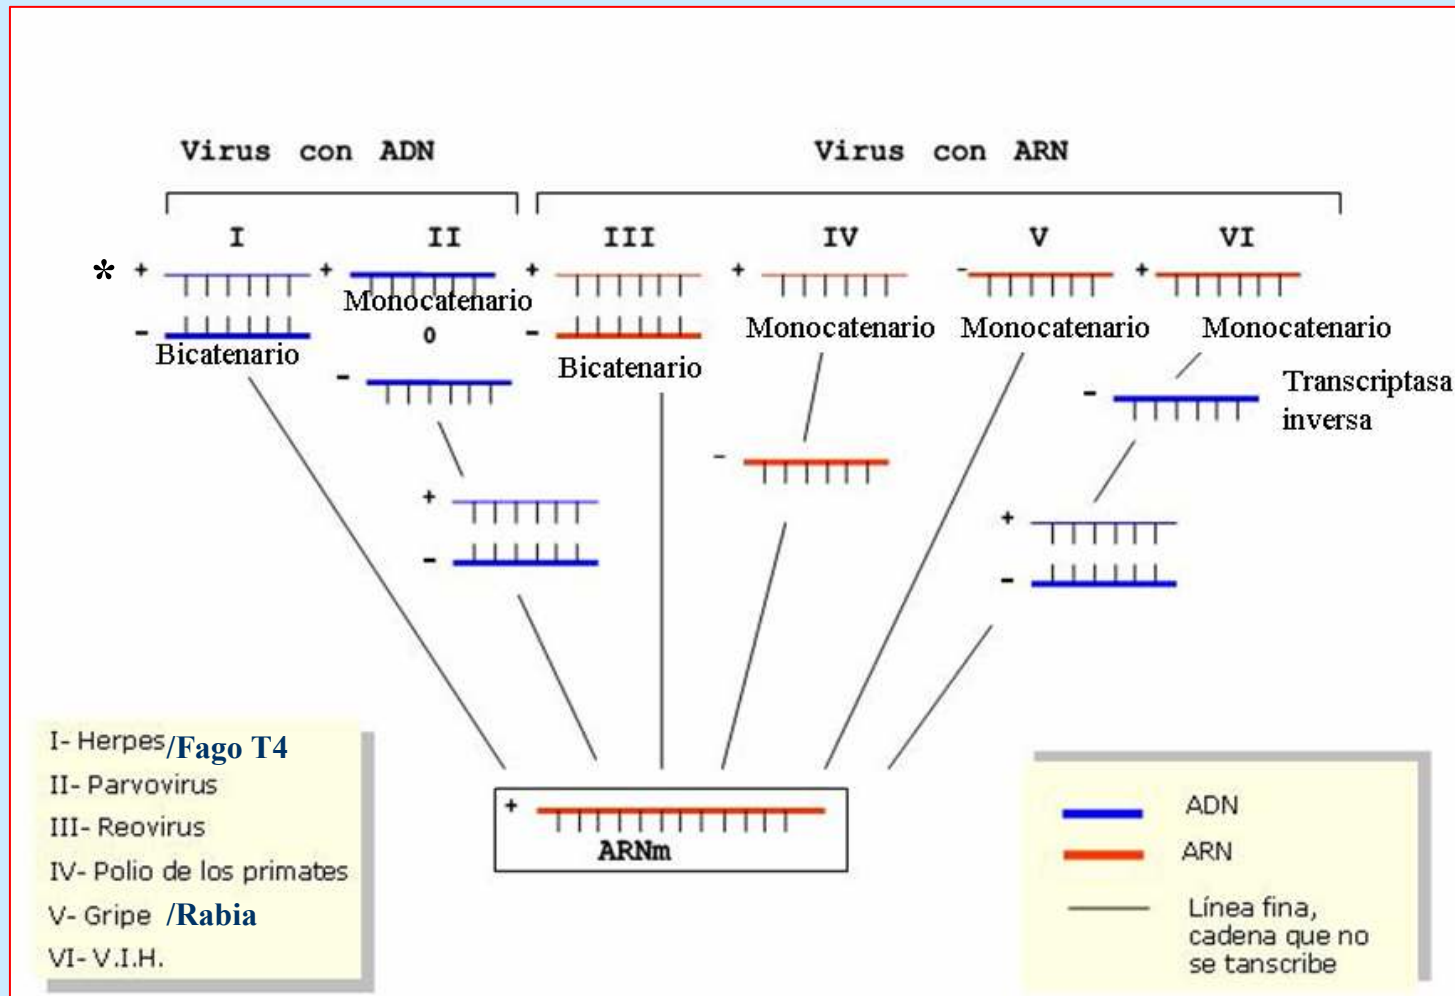 Virus con ADN
Virus con ARN
I II III IV V VI
* + + + + - +
Monocatenario
- O -
Bicatenario
Bicatenario
Monocatenario
Monocatenario
Monocatenario
-
-
Transcriptasa
inversa
-
+
-
+
-
I- Herpes/Fago T4
II- Parvovirus
III- Reovirus
IV- Polio de los primates
V- Gripe /Rabia
VI- V.I.H.
+
ARNm
ADN
ARN
Línea fina,
cadena que no
se tanscribe